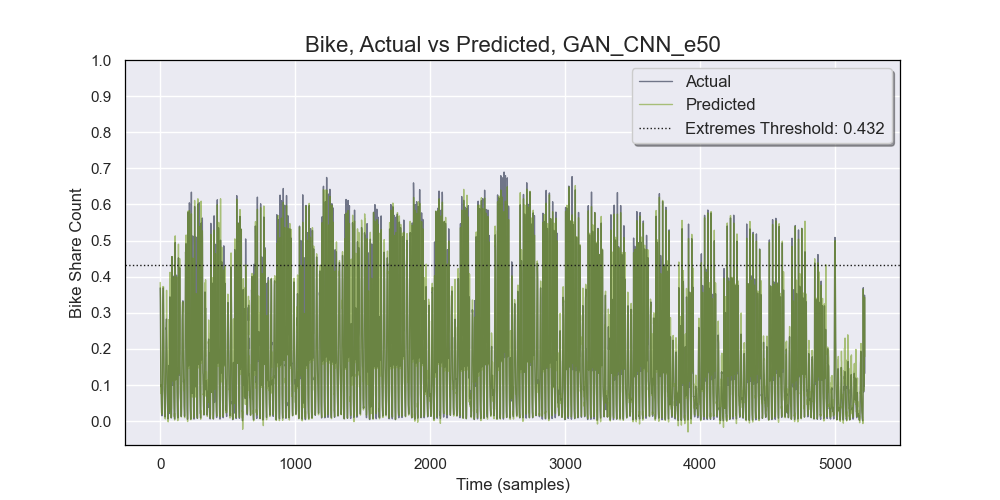 Bike, Actual vs Predicted, GAN_CNN_e50
Actual
Predicted
Extremes Threshold: 0.432
Bike Share Count
1.0
0.9
0.8
0.7
0.6
0.5
0.4
0.3
0.2
0.1
0.0
0 1000 2000 3000 4000 5000
Time (samples)